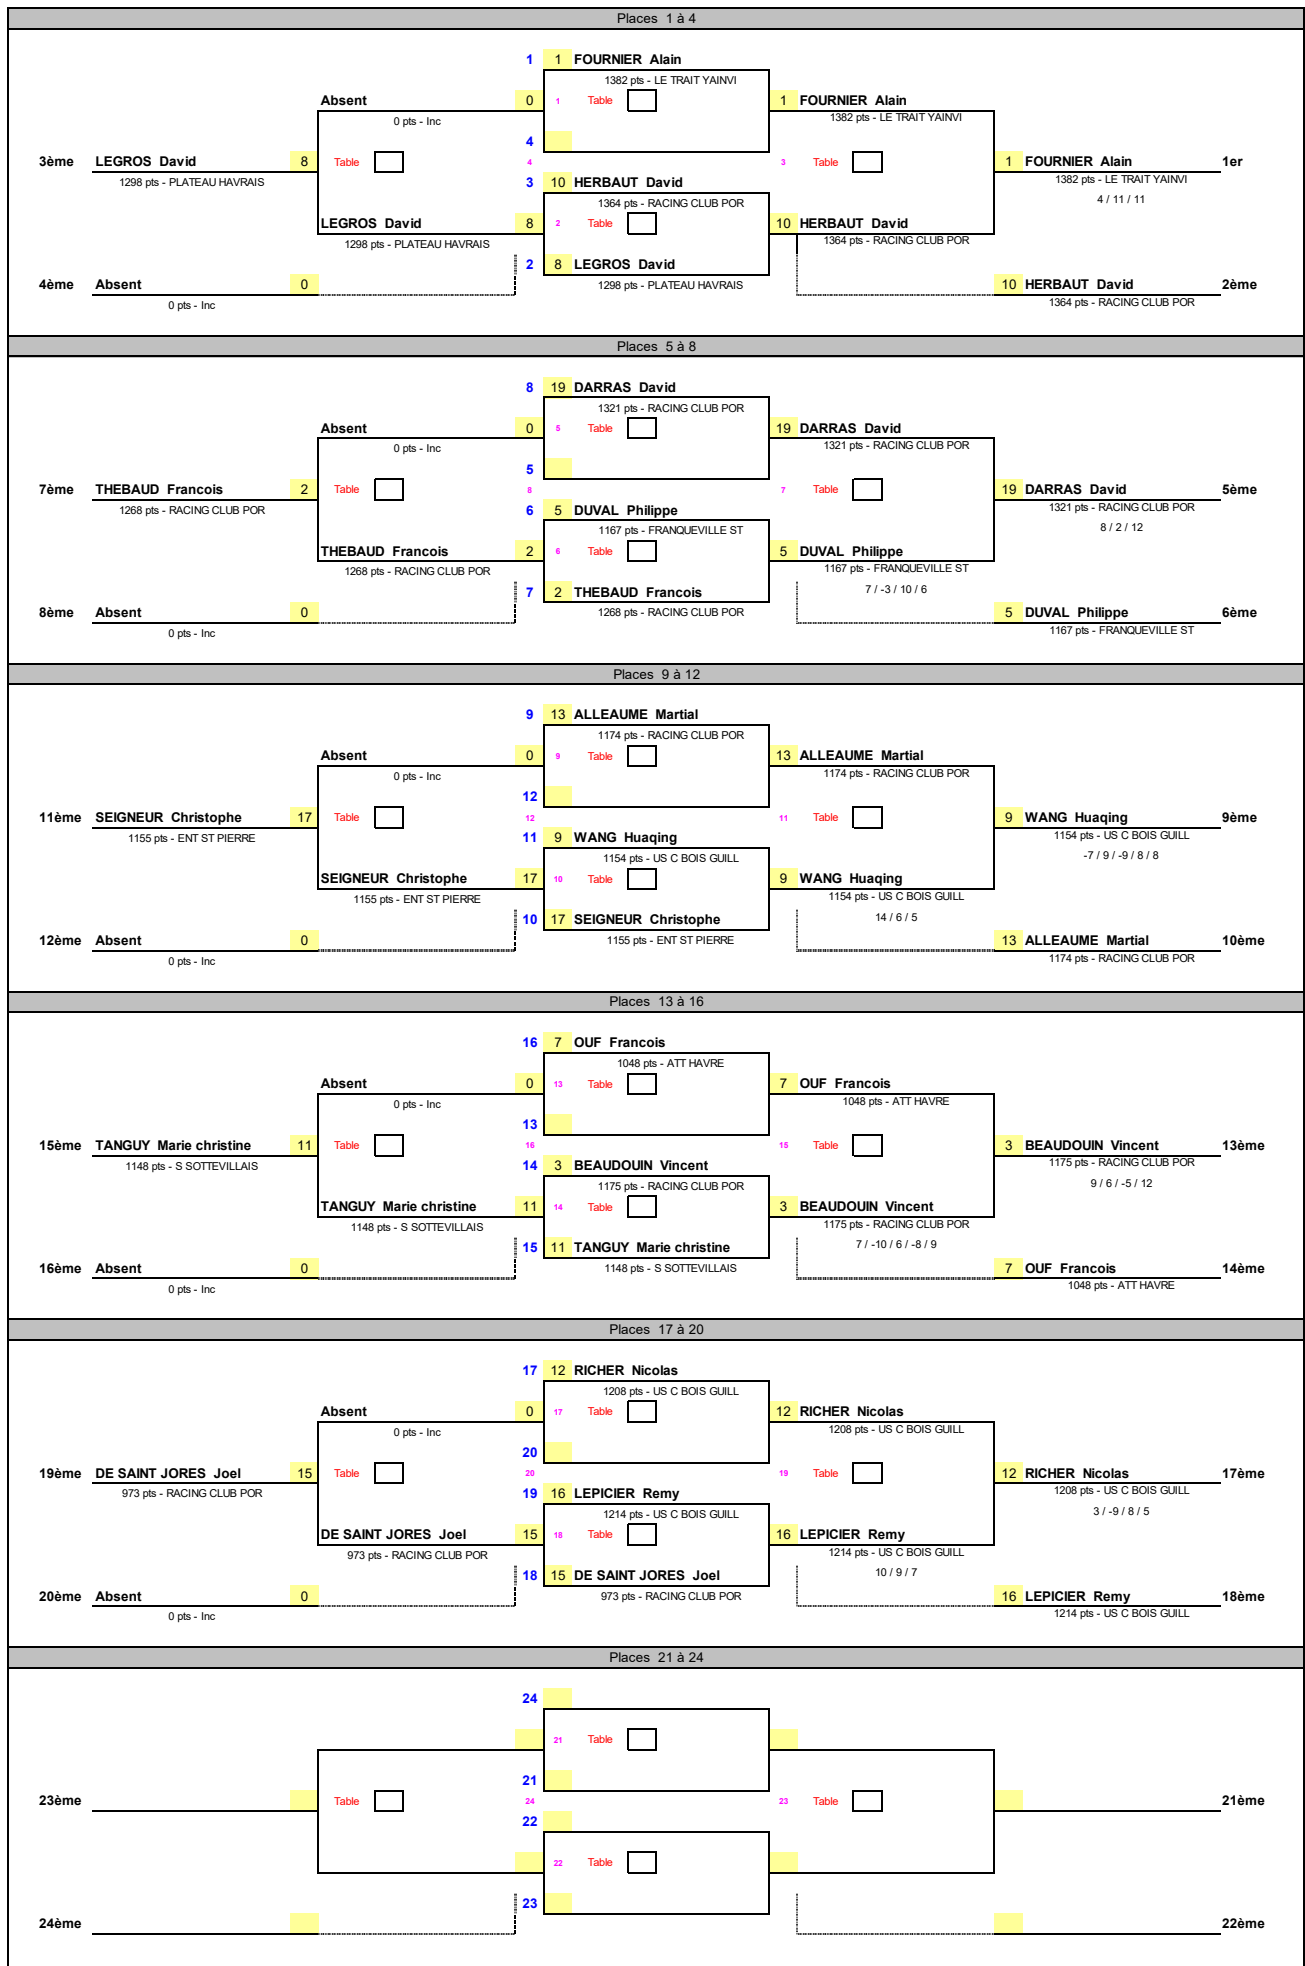 Places 1 à 4
1 1 FOURNIER Alain
1382 pts - LE TRAIT YAINVI
Absent 0 1 Table 1 FOURNIER Alain
0 pts - Inc 1382 pts - LE TRAIT YAINVI
4
3ème LEGROS David 8 Table 4 3 Table 1 FOURNIER Alain 1er
1298 pts - PLATEAU HAVRAIS 3 10 HERBAUT David 1382 pts - LE TRAIT YAINVI
1364 pts - RACING CLUB POR 4 / 11 / 11
LEGROS David 8 2 Table 10 HERBAUT David
1298 pts - PLATEAU HAVRAIS 1364 pts - RACING CLUB POR
2 8 LEGROS David
4ème Absent 0 1298 pts - PLATEAU HAVRAIS 10 HERBAUT David 2ème
0 pts - Inc 1364 pts - RACING CLUB POR
Places 5 à 8
8 19 DARRAS David
1321 pts - RACING CLUB POR
Absent 0 5 Table 19 DARRAS David
0 pts - Inc 1321 pts - RACING CLUB POR
5
7ème THEBAUD Francois 2 Table 8 7 Table 19 DARRAS David 5ème
1268 pts - RACING CLUB POR 6 5 DUVAL Philippe 1321 pts - RACING CLUB POR
1167 pts - FRANQUEVILLE ST 8 / 2 / 12
THEBAUD Francois 2 6 Table 5 DUVAL Philippe
1268 pts - RACING CLUB POR 1167 pts - FRANQUEVILLE ST
7 2 THEBAUD Francois 7 / -3 / 10 / 6
8ème Absent 0 1268 pts - RACING CLUB POR 5 DUVAL Philippe 6ème
0 pts - Inc 1167 pts - FRANQUEVILLE ST
Places 9 à 12
9 13 ALLEAUME Martial
1174 pts - RACING CLUB POR
Absent 0 9 Table 13 ALLEAUME Martial
0 pts - Inc 1174 pts - RACING CLUB POR
12
11ème SEIGNEUR Christophe 17 Table 12 11 Table 9 WANG Huaqing 9ème
1155 pts - ENT ST PIERRE 11 9 WANG Huaqing 1154 pts - US C BOIS GUILL
1154 pts - US C BOIS GUILL -7 / 9 / -9 / 8 / 8
SEIGNEUR Christophe 17 10 Table 9 WANG Huaqing
1155 pts - ENT ST PIERRE 1154 pts - US C BOIS GUILL
10 17 SEIGNEUR Christophe 14 / 6 / 5
12ème Absent 0 1155 pts - ENT ST PIERRE 13 ALLEAUME Martial 10ème
0 pts - Inc 1174 pts - RACING CLUB POR
Places 13 à 16
16 7 OUF Francois
1048 pts - ATT HAVRE
Absent 0 13 Table 7 OUF Francois
0 pts - Inc 1048 pts - ATT HAVRE
13
15ème TANGUY Marie christine 11 Table 16 15 Table 3 BEAUDOUIN Vincent 13ème
1148 pts - S SOTTEVILLAIS 14 3 BEAUDOUIN Vincent 1175 pts - RACING CLUB POR
1175 pts - RACING CLUB POR 9 / 6 / -5 / 12
TANGUY Marie christine 11 14 Table 3 BEAUDOUIN Vincent
1148 pts - S SOTTEVILLAIS 1175 pts - RACING CLUB POR
15 11 TANGUY Marie christine 7 / -10 / 6 / -8 / 9
16ème Absent 0 1148 pts - S SOTTEVILLAIS 7 OUF Francois 14ème
0 pts - Inc 1048 pts - ATT HAVRE
Places 17 à 20
17 12 RICHER Nicolas
1208 pts - US C BOIS GUILL
Absent 0 17 Table 12 RICHER Nicolas
0 pts - Inc 1208 pts - US C BOIS GUILL
20
19ème DE SAINT JORES Joel 15 Table 20 19 Table 12 RICHER Nicolas 17ème
973 pts - RACING CLUB POR 19 16 LEPICIER Remy 1208 pts - US C BOIS GUILL
1214 pts - US C BOIS GUILL 3 / -9 / 8 / 5
DE SAINT JORES Joel 15 18 Table 16 LEPICIER Remy
973 pts - RACING CLUB POR 1214 pts - US C BOIS GUILL
18 15 DE SAINT JORES Joel 10 / 9 / 7
20ème Absent 0 973 pts - RACING CLUB POR 16 LEPICIER Remy 18ème
0 pts - Inc 1214 pts - US C BOIS GUILL
Places 21 à 24
24
21 Table
21
23ème Table 24 23 Table 21ème
22
22 Table
23
24ème 22ème